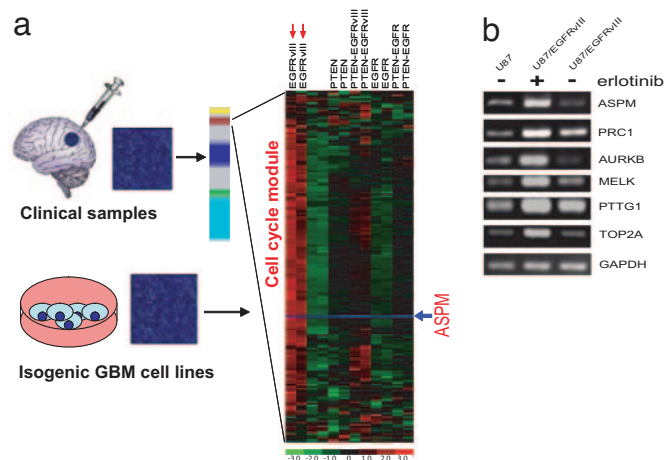 a
EGFRvIII
EGFRvIII
PTEN
PTEN
PTEN-EGFRvIII
PTEN-EGFRvIII
EGFR
EGFR
PTEN-EGFR
PTEN-EGFR
Clinical samples
Cell cycle module
ASPM
Isogenic GBM cell lines
-3.0 -2.0 -1.0 0 1.0 2.0 3.0
b
U87
U87/EGFRvIII
U87/EGFRvIII
- + - erlotinib
ASPM
PRC1
AURKB
MELK
PTTG1
TOP2A
GAPDH